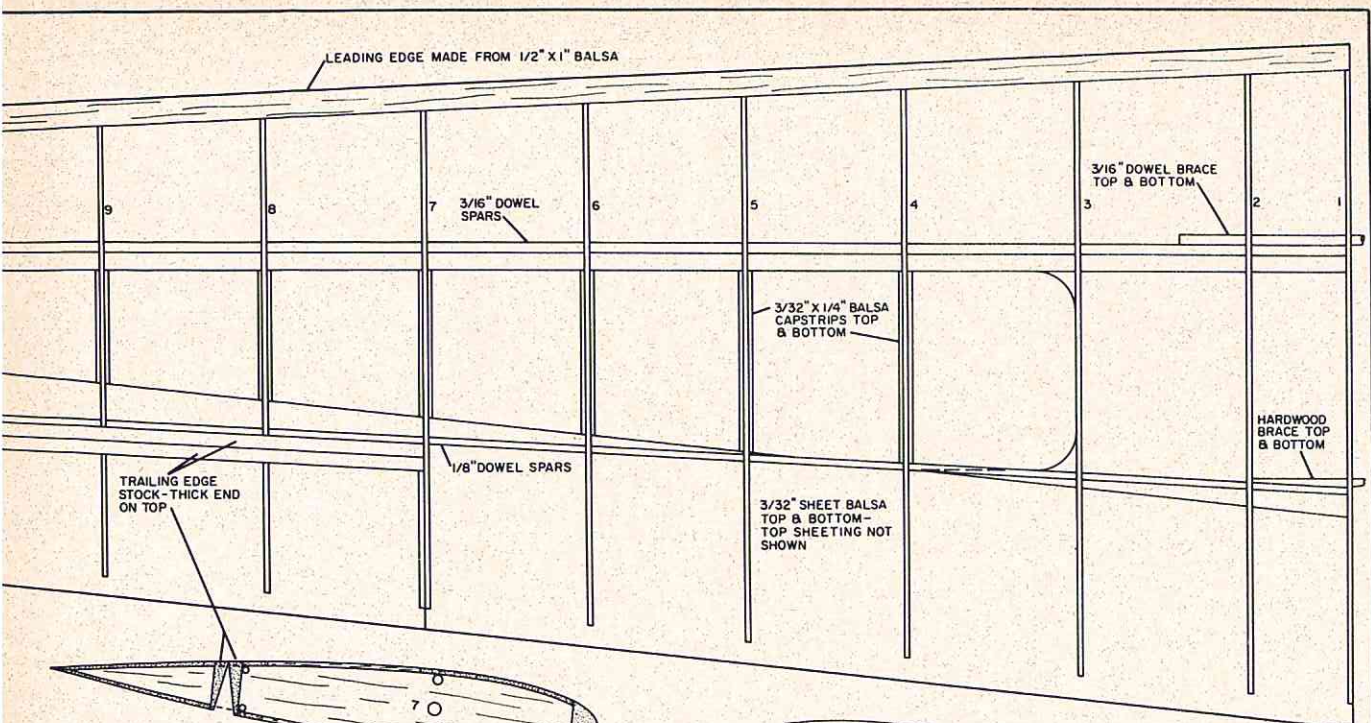 LEADING EDGE MADE FROM 1/2" X 1" BALSA
3/16" DOWEL BRACE
TOP & BOTTOM
9
8
7
3/16" DOWEL
SPARS
6
5
4
3
2
1
3/32" X 1/4" BALSA
CAPSTRIPS TOP
& BOTTOM
HARDWOOD
BRACE TOP
& BOTTOM
1/8" DOWEL SPARS
TRAILING EDGE
STOCK-THICK END
ON TOP
3/32" SHEET BALSA
TOP & BOTTOM-
TOP SHEETING NOT
SHOWN
7